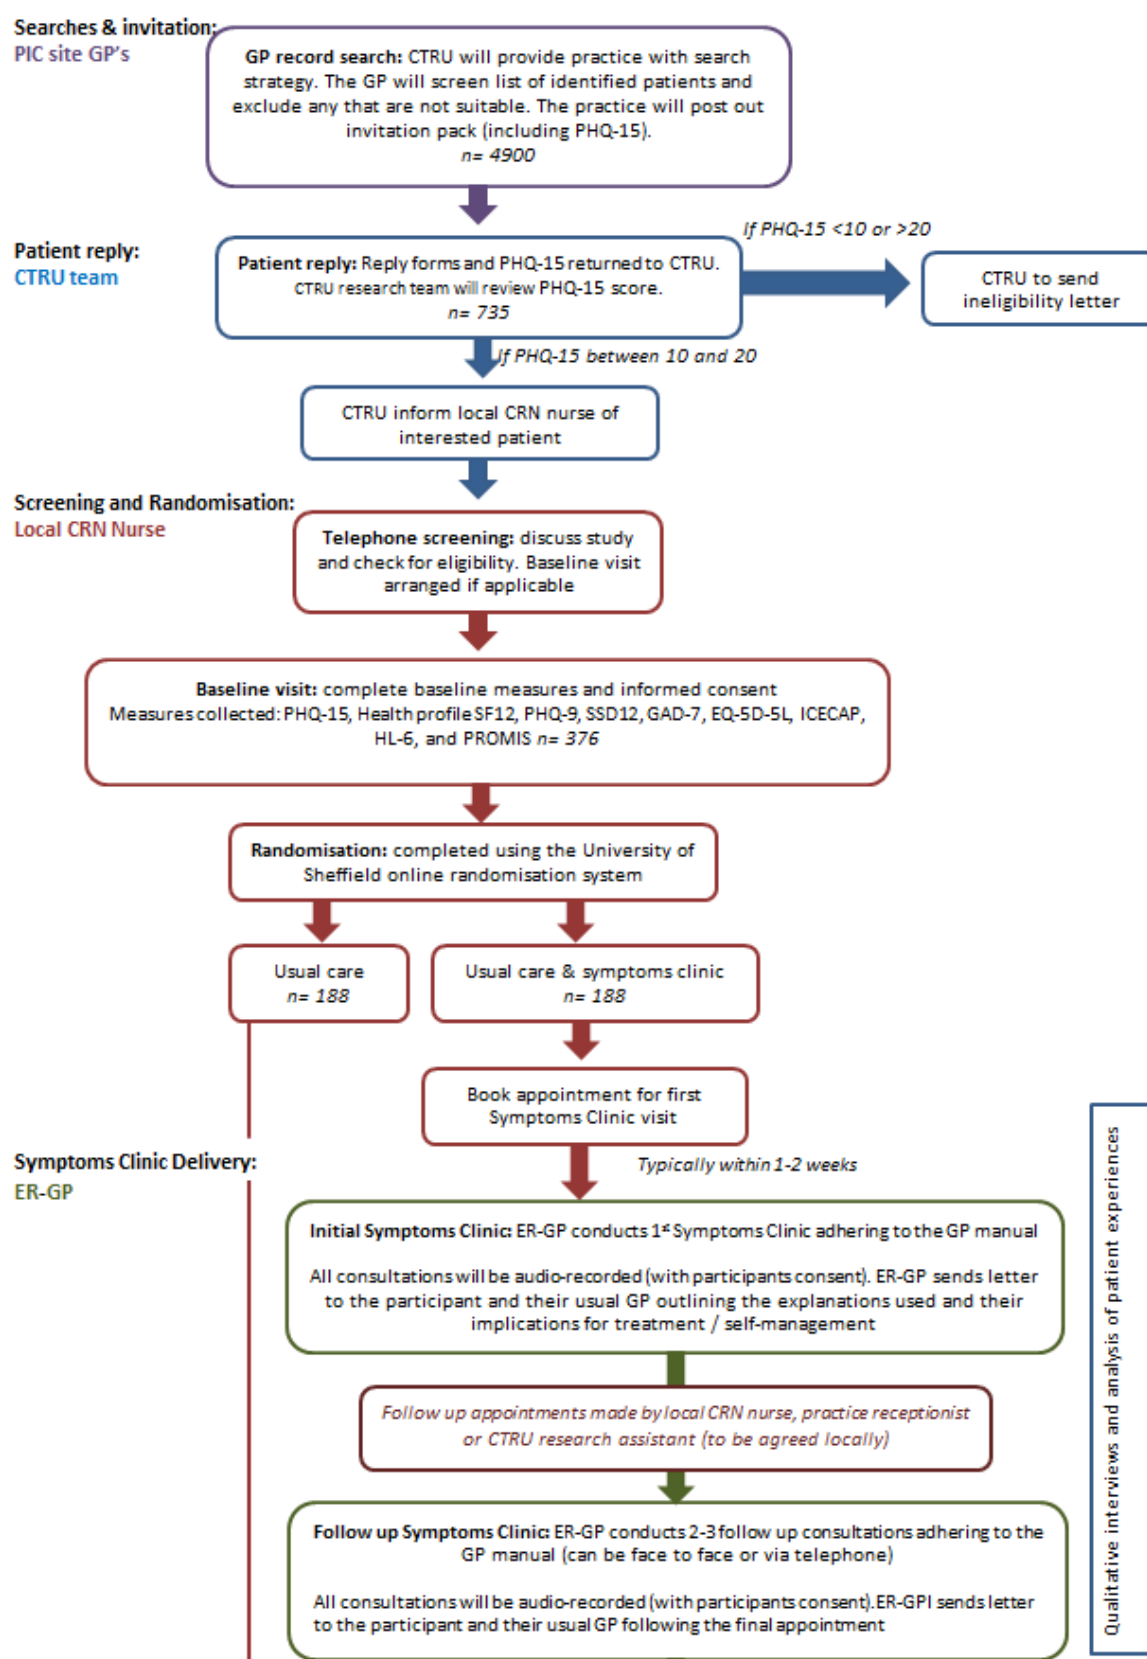 Searches & invitation:
PIC site GP's
GP record search: CTRU will provide practice with search
strategy. The GP will screen list of identified patients and
exclude any that are not suitable. The practice will post out
invitation pack (including PHQ-15).
n= 4900
If PHQ-15 <10 or >20
Patient reply:
CTRU team
Patient reply: Reply forms and PHQ-15 returned to CTRU.
CTRU research team will review PHQ-15 score.
n= 735
CTRU to send
ineligibility letter
If PHQ-15 between 10 and 20
CTRU inform local CRN nurse of
interested patient
Screening and Randomisation:
Local CRN Nurse
Telephone screening: discuss study
and check for eligibility. Baseline visit
arranged if applicable
Baseline visit: complete baseline measures and informed consent
Measures collected: PHQ-15, Health profile SF12, PHQ-9, SSD12, GAD-7, EQ-5D-5L, ICECAP,
HL-6, and PROMIS n= 376
Randomisation: completed using the University of
Sheffield online randomisation system
Usual care
n= 188
Usual care & symptoms clinic
n= 188
Book appointment for first
Symptoms Clinic visit
Typically within 1-2 weeks
Symptoms Clinic Delivery:
ER-GP
Initial Symptoms Clinic: ER-GP conducts 1st Symptoms Clinic adhering to the GP manual
All consultations will be audio-recorded (with participants consent). ER-GP sends letter
to the participant and their usual GP outlining the explanations used and their
implications for treatment / self-management
Follow up appointments made by local CRN nurse, practice receptionist
or CTRU research assistant (to be agreed locally)
Follow up Symptoms Clinic: ER-GP conducts 2-3 follow up consultations adhering to the
GP manual (can be face to face or via telephone)
All consultations will be audio-recorded (with participants consent). ER-GPI sends letter
to the participant and their usual GP following the final appointment
Qualitative interviews and analysis of patient experiences